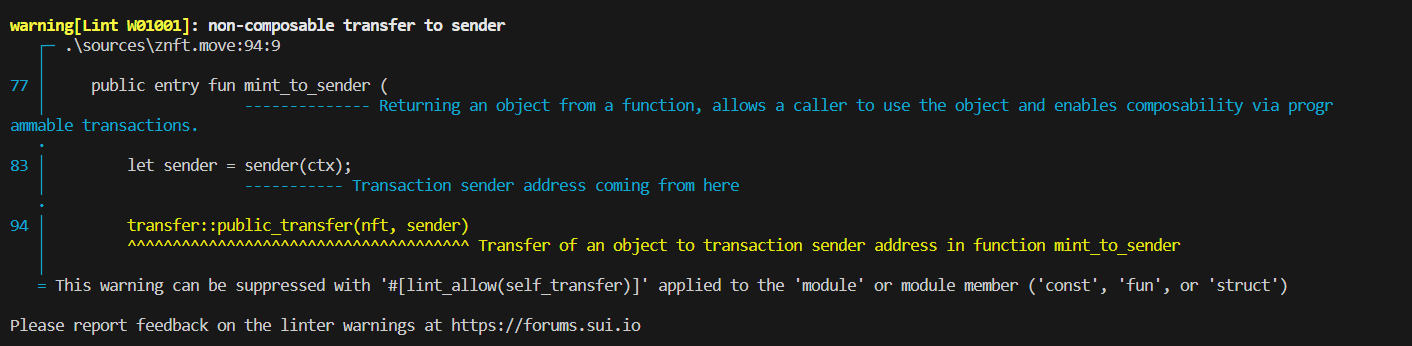 warning[Lint W01001]: non-composable transfer to sender
.\sources\znft.move:94:9
77 public entry fun mint_to_sender (
-------------- Returning an object from a function, allows a caller to use the object and enables composability via progr
ammable transactions.
·
83 let sender = sender(ctx);
----------- Transaction sender address coming from here
·
94 transfer::public_transfer(nft, sender)
^^^^^^^^^^^^^^^^^^^^^^^^^^^^^^^^^^^^^^ Transfer of an object to transaction sender address in function mint_to_sender
= This warning can be suppressed with '#[lint_allow(self_transfer)]' applied to the 'module' or module member ('const', 'fun', or 'struct')
Please report feedback on the linter warnings at https://forums.sui.io